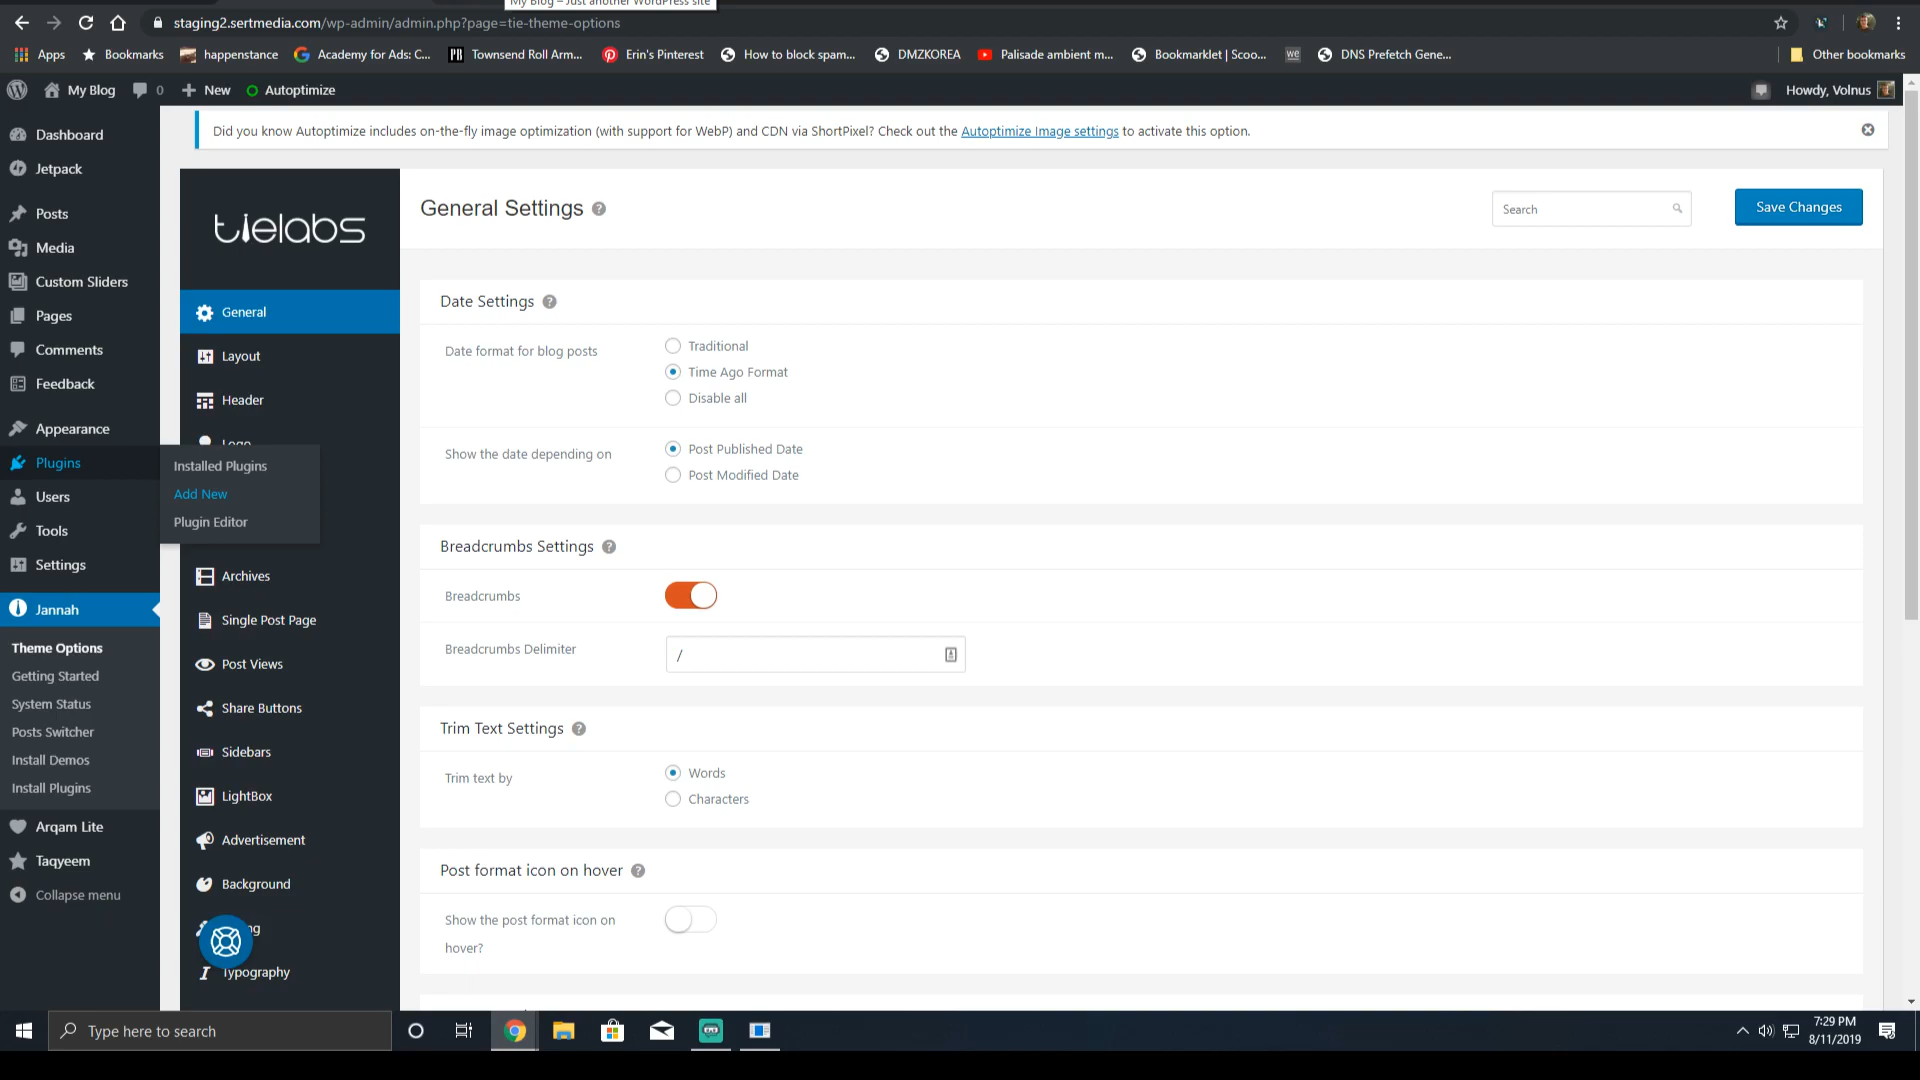 My Blog – Just another WordPress site
staging2.sertmedia.com/wp-admin/admin.php?page=tie-theme-options
Apps
Bookmarks
happenstance
Academy for Ads: C...
Townsend Roll Arm...
Erin's Pinterest
How to block spam...
DMZKOREA
Palisade ambient m...
Bookmarklet | Scoo...
we
DNS Prefetch Gene...
Other bookmarks
My Blog
0
New
Autoptimize
Howdy, Volnus
Did you know Autoptimize includes on-the-fly image optimization (with support for WebP) and CDN via ShortPixel? Check out the Autoptimize Image settings to activate this option.
Dashboard
Jetpack
Posts
Media
Custom Sliders
Pages
Comments
Feedback
Appearance
Plugins
Users
Tools
Settings
Jannah
Theme Options
Getting Started
System Status
Posts Switcher
Install Demos
Install Plugins
Arqam Lite
Taqyeem
Collapse menu
Installed Plugins
Add New
Plugin Editor
tielabs
General
Layout
Header
Logo
Archives
Single Post Page
Post Views
Share Buttons
Sidebars
LightBox
Advertisement
Background
Typography
General Settings
Search
Save Changes
Date Settings
Date format for blog posts
Traditional
Time Ago Format
Disable all
Show the date depending on
Post Published Date
Post Modified Date
Breadcrumbs Settings
Breadcrumbs
Breadcrumbs Delimiter
/
Trim Text Settings
Trim text by
Words
Characters
Post format icon on hover
Show the post format icon on
hover?
Type here to search
7:29 PM
8/11/2019